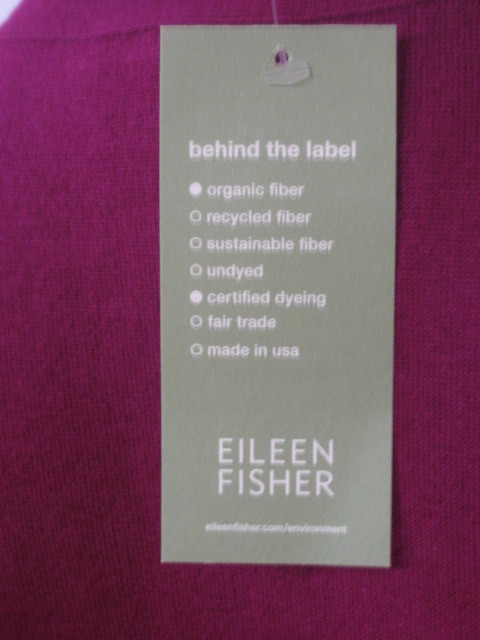 behind the label
organic fiber
recycled fiber
sustainable fiber
undyed
certified dyeing
fair trade
made in usa
EILEEN
FISHER
eileenfisher.com/environment